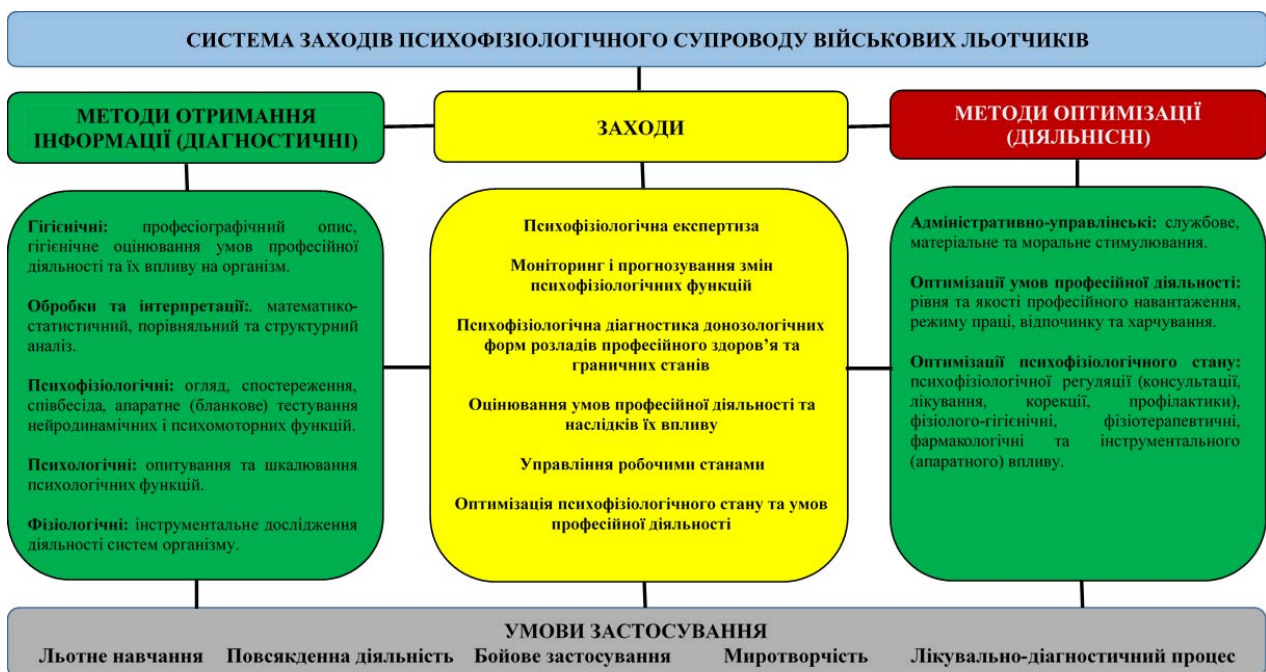 СИСТЕМА ЗАХОДІВ ПСИХОФІЗІОЛОГІЧНОГО СУПРОВОДУ ВІЙСЬКОВИХ ЛЬОТЧИКІВ
МЕТОДИ ОТРИМАННЯ
ІНФОРМАЦІЇ (ДІАГНОСТИЧНІ)
ЗАХОДИ
МЕТОДИ ОПТИМІЗАЦІЇ
(ДІЯЛЬНІСНІ)
Гігієнічні: професіографічний опис,
гігієнічне оцінювання умов професійної
діяльності та їх впливу на організм.
Обробки та інтерпретації:. математико-
статистичний, порівняльний та структурний
аналіз.
Психофізіологічні: огляд, спостереження,
співбесіда, апаратне (бланкове) тестування
нейродинамічних і психомоторних функцій.
Психологічні: опитування та шкалювання
психологічних функцій.
Фізіологічні: інструментальне дослідження
діяльності систем організму.
Психофізіологічна експертиза
Моніторинг і прогнозування змін
психофізіологічних функцій
Психофізіологічна діагностика донозологічних
форм розладів професійного здоров’я та
граничних станів
Оцінювання умов професійної діяльності та
наслідків їх впливу
Управління робочими станами
Оптимізація психофізіологічного стану та умов
професійної діяльності
Адміністративно-управлінські: службове,
матеріальне та моральне стимулювання.
Оптимізації умов професійної діяльності:
рівня та якості професійного навантаження,
режиму праці, відпочинку та харчування.
Оптимізації психофізіологічного стану:
психофізіологічної регуляції (консультації,
лікування, корекції, профілактики),
фізіолого-гігієнічні, фізіотерапевтичні,
фармакологічні та інструментального
(апаратного) впливу.
УМОВИ ЗАСТОСУВАННЯ
Льотне навчання Повсякденна діяльність Бойове застосування Миротворчість Лікувально-діагностичний процес